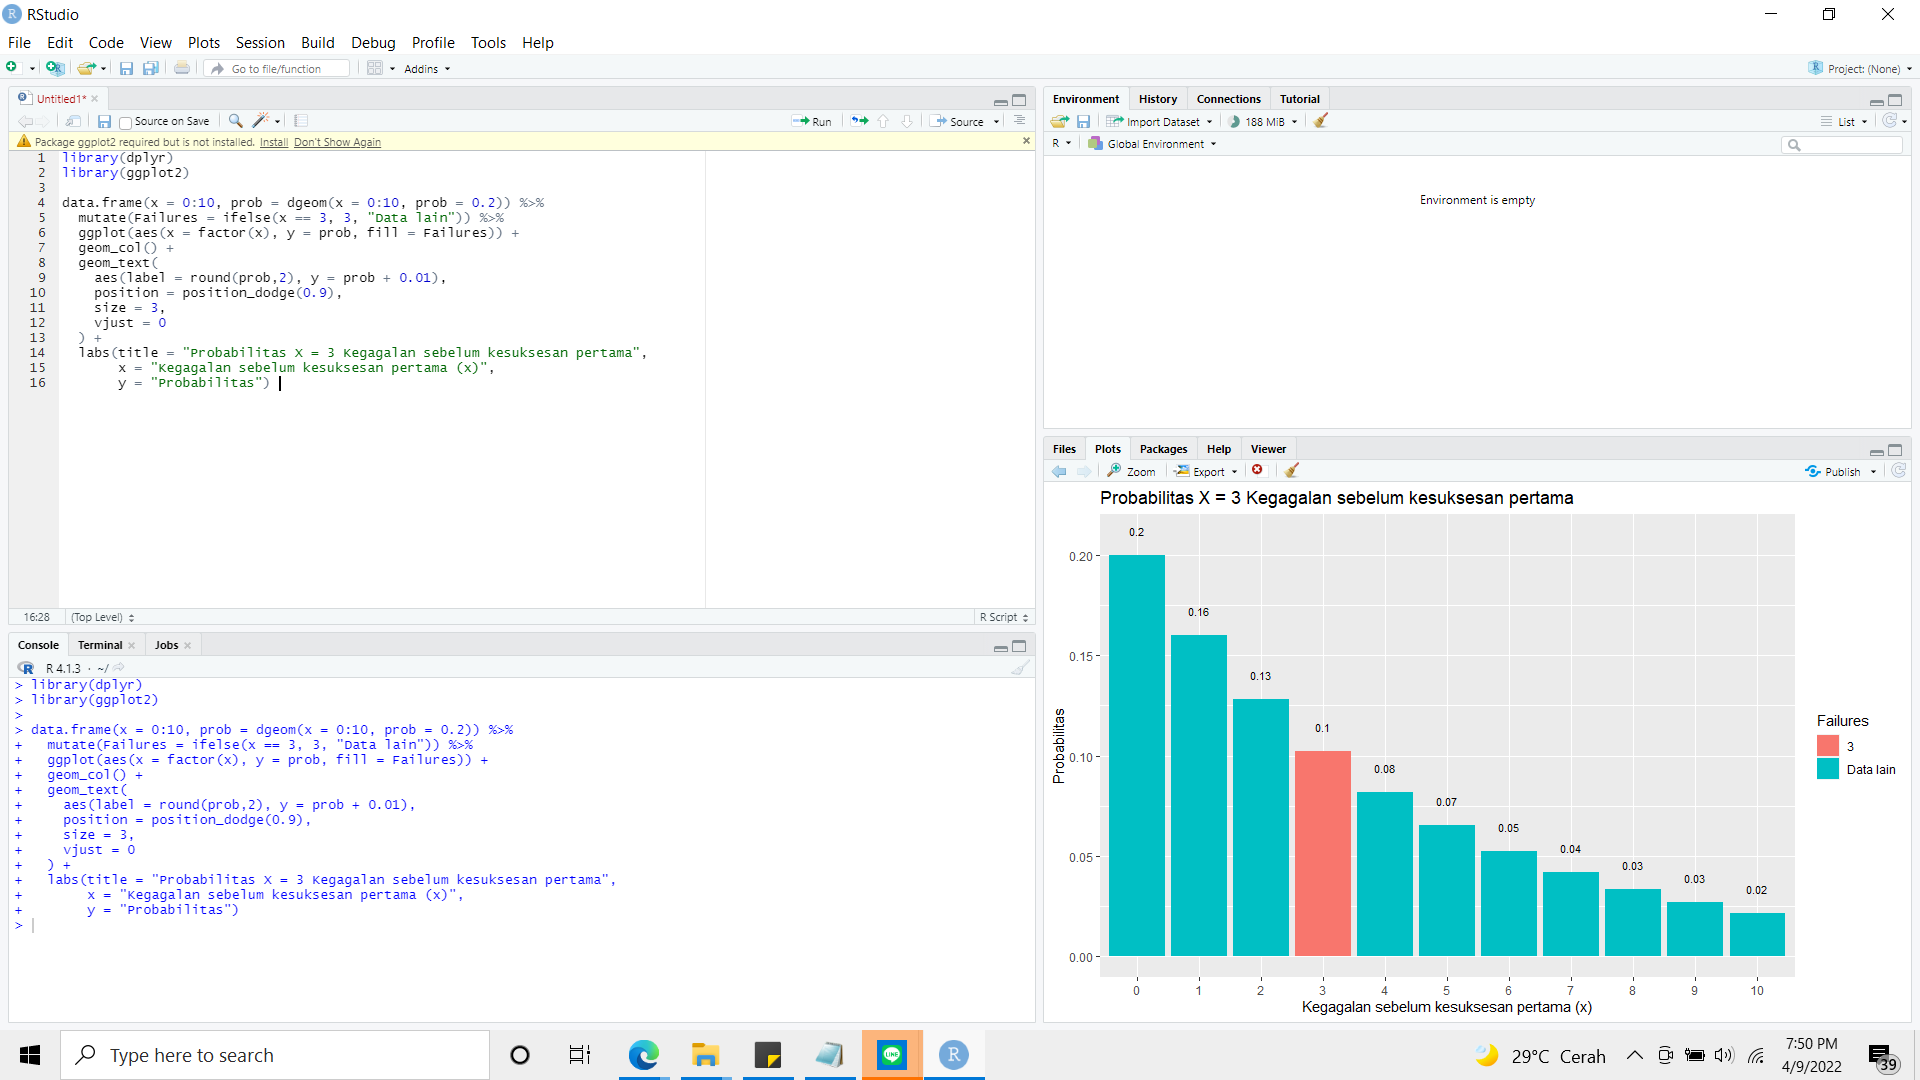 RStudio
File Edit Code View Plots Session Build Debug Profile Tools Help
Go to file/function Addins Project: (None)
Untitled1*
Source on Save Run Source
Package ggplot2 required but is not installed. Install Don't Show Again
1 library(dplyr)
2 library(ggplot2)
3
4 data.frame(x = 0:10, prob = dgeom(x = 0:10, prob = 0.2)) %>%
5 mutate(Failures = ifelse(x == 3, 3, "Data lain")) %>%
6 ggplot(aes(x = factor(x), y = prob, fill = Failures)) +
7 geom_col() +
8 geom_text(
9 aes(label = round(prob,2), y = prob + 0.01),
10 position = position_dodge(0.9),
11 size = 3,
12 vjust = 0
13 ) +
14 labs(title = "Probabilitas X = 3 Kegagalan sebelum kesuksesan pertama",
15 x = "Kegagalan sebelum kesuksesan pertama (x)",
16 y = "Probabilitas")
16:28 (Top Level) R Script
Console Terminal Jobs
R 4.1.3 · ~/
> library(dplyr)
> library(ggplot2)
>
> data.frame(x = 0:10, prob = dgeom(x = 0:10, prob = 0.2)) %>%
+ mutate(Failures = ifelse(x == 3, 3, "Data lain")) %>%
+ ggplot(aes(x = factor(x), y = prob, fill = Failures)) +
+ geom_col() +
+ geom_text(
+ aes(label = round(prob,2), y = prob + 0.01),
+ position = position_dodge(0.9),
+ size = 3,
+ vjust = 0
+ ) +
+ labs(title = "Probabilitas X = 3 Kegagalan sebelum kesuksesan pertama",
+ x = "Kegagalan sebelum kesuksesan pertama (x)",
+ y = "Probabilitas")
>
Environment History Connections Tutorial
Import Dataset 188 MiB List
R Global Environment
Environment is empty
Files Plots Packages Help Viewer
Zoom Export Publish
Probabilitas X = 3 Kegagalan sebelum kesuksesan pertama
0.2
0.16
0.13
0.1
0.08
0.07
0.05
0.04
0.03
0.03
0.02
0.20
0.15
0.10
0.05
0.00
Probabilitas
0 1 2 3 4 5 6 7 8 9 10
Kegagalan sebelum kesuksesan pertama (x)
Failures
3
Data lain
Type here to search
LINE
R
29°C Cerah
7:50 PM
4/9/2022
39